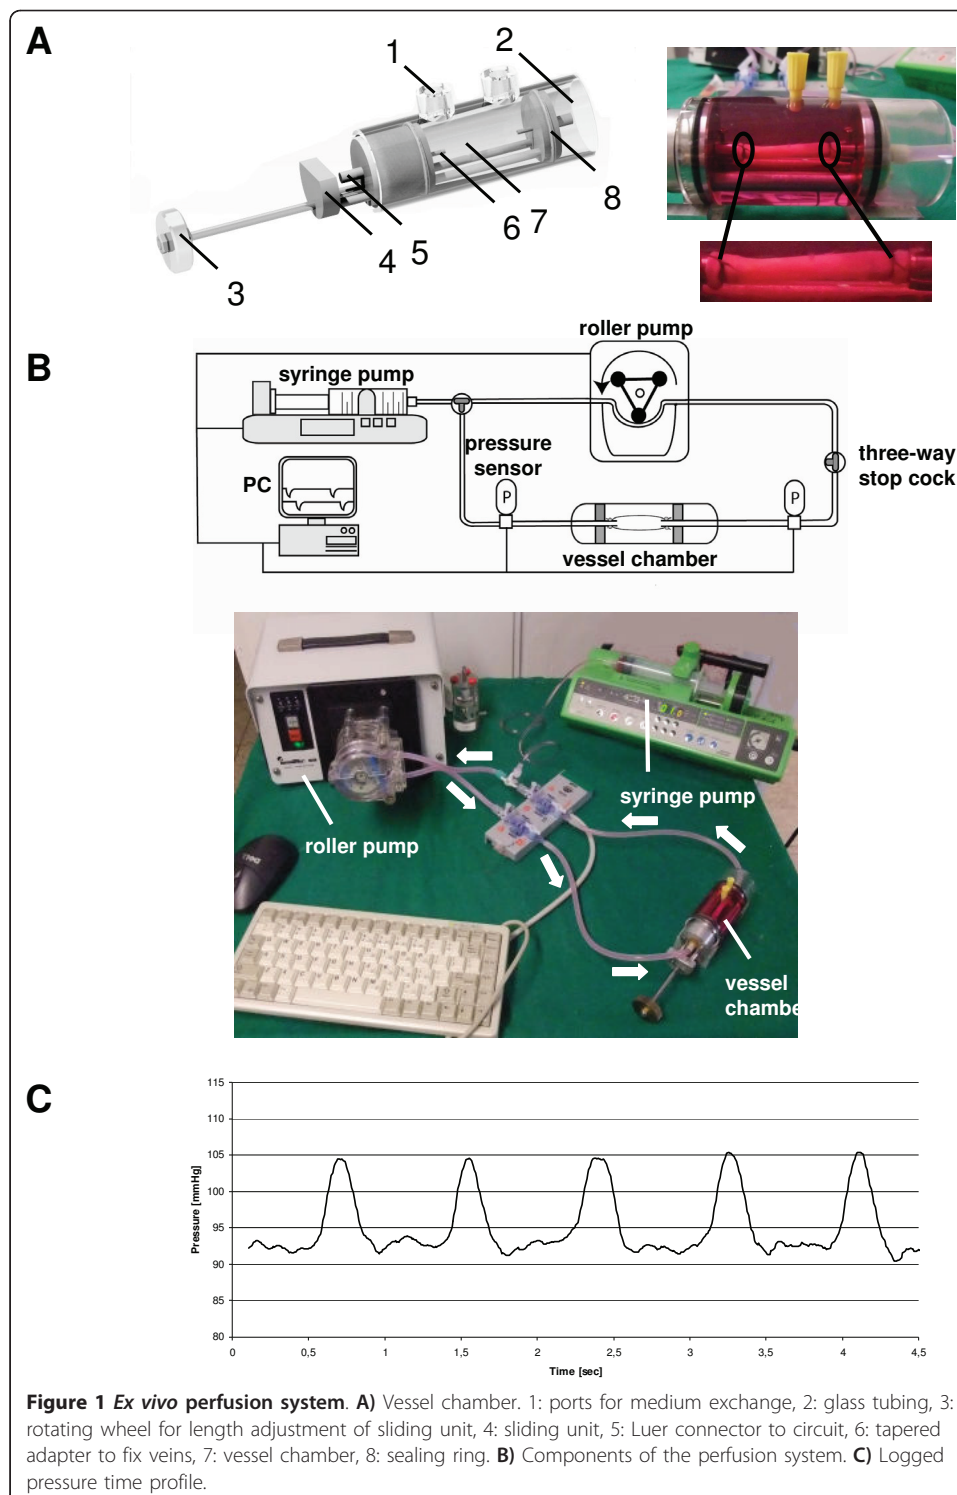 A
1
2
3
4
5
6
7
8
B
roller pump
syringe pump
pressure
sensor
PC
P
P
three-way
stop cock
vessel chamber
roller pump
syringe pump
vessel
chambe
C
115
110
105
100
95
90
85
80
Pressure [mmHg]
0
0,5
1
1,5
2
2,5
3
3,5
4
4,5
Time [sec]
Figure 1 Ex vivo perfusion system. A) Vessel chamber. 1: ports for medium exchange, 2: glass tubing, 3:
rotating wheel for length adjustment of sliding unit, 4: sliding unit, 5: Luer connector to circuit, 6: tapered
adapter to fix veins, 7: vessel chamber, 8: sealing ring. B) Components of the perfusion system. C) Logged
pressure time profile.